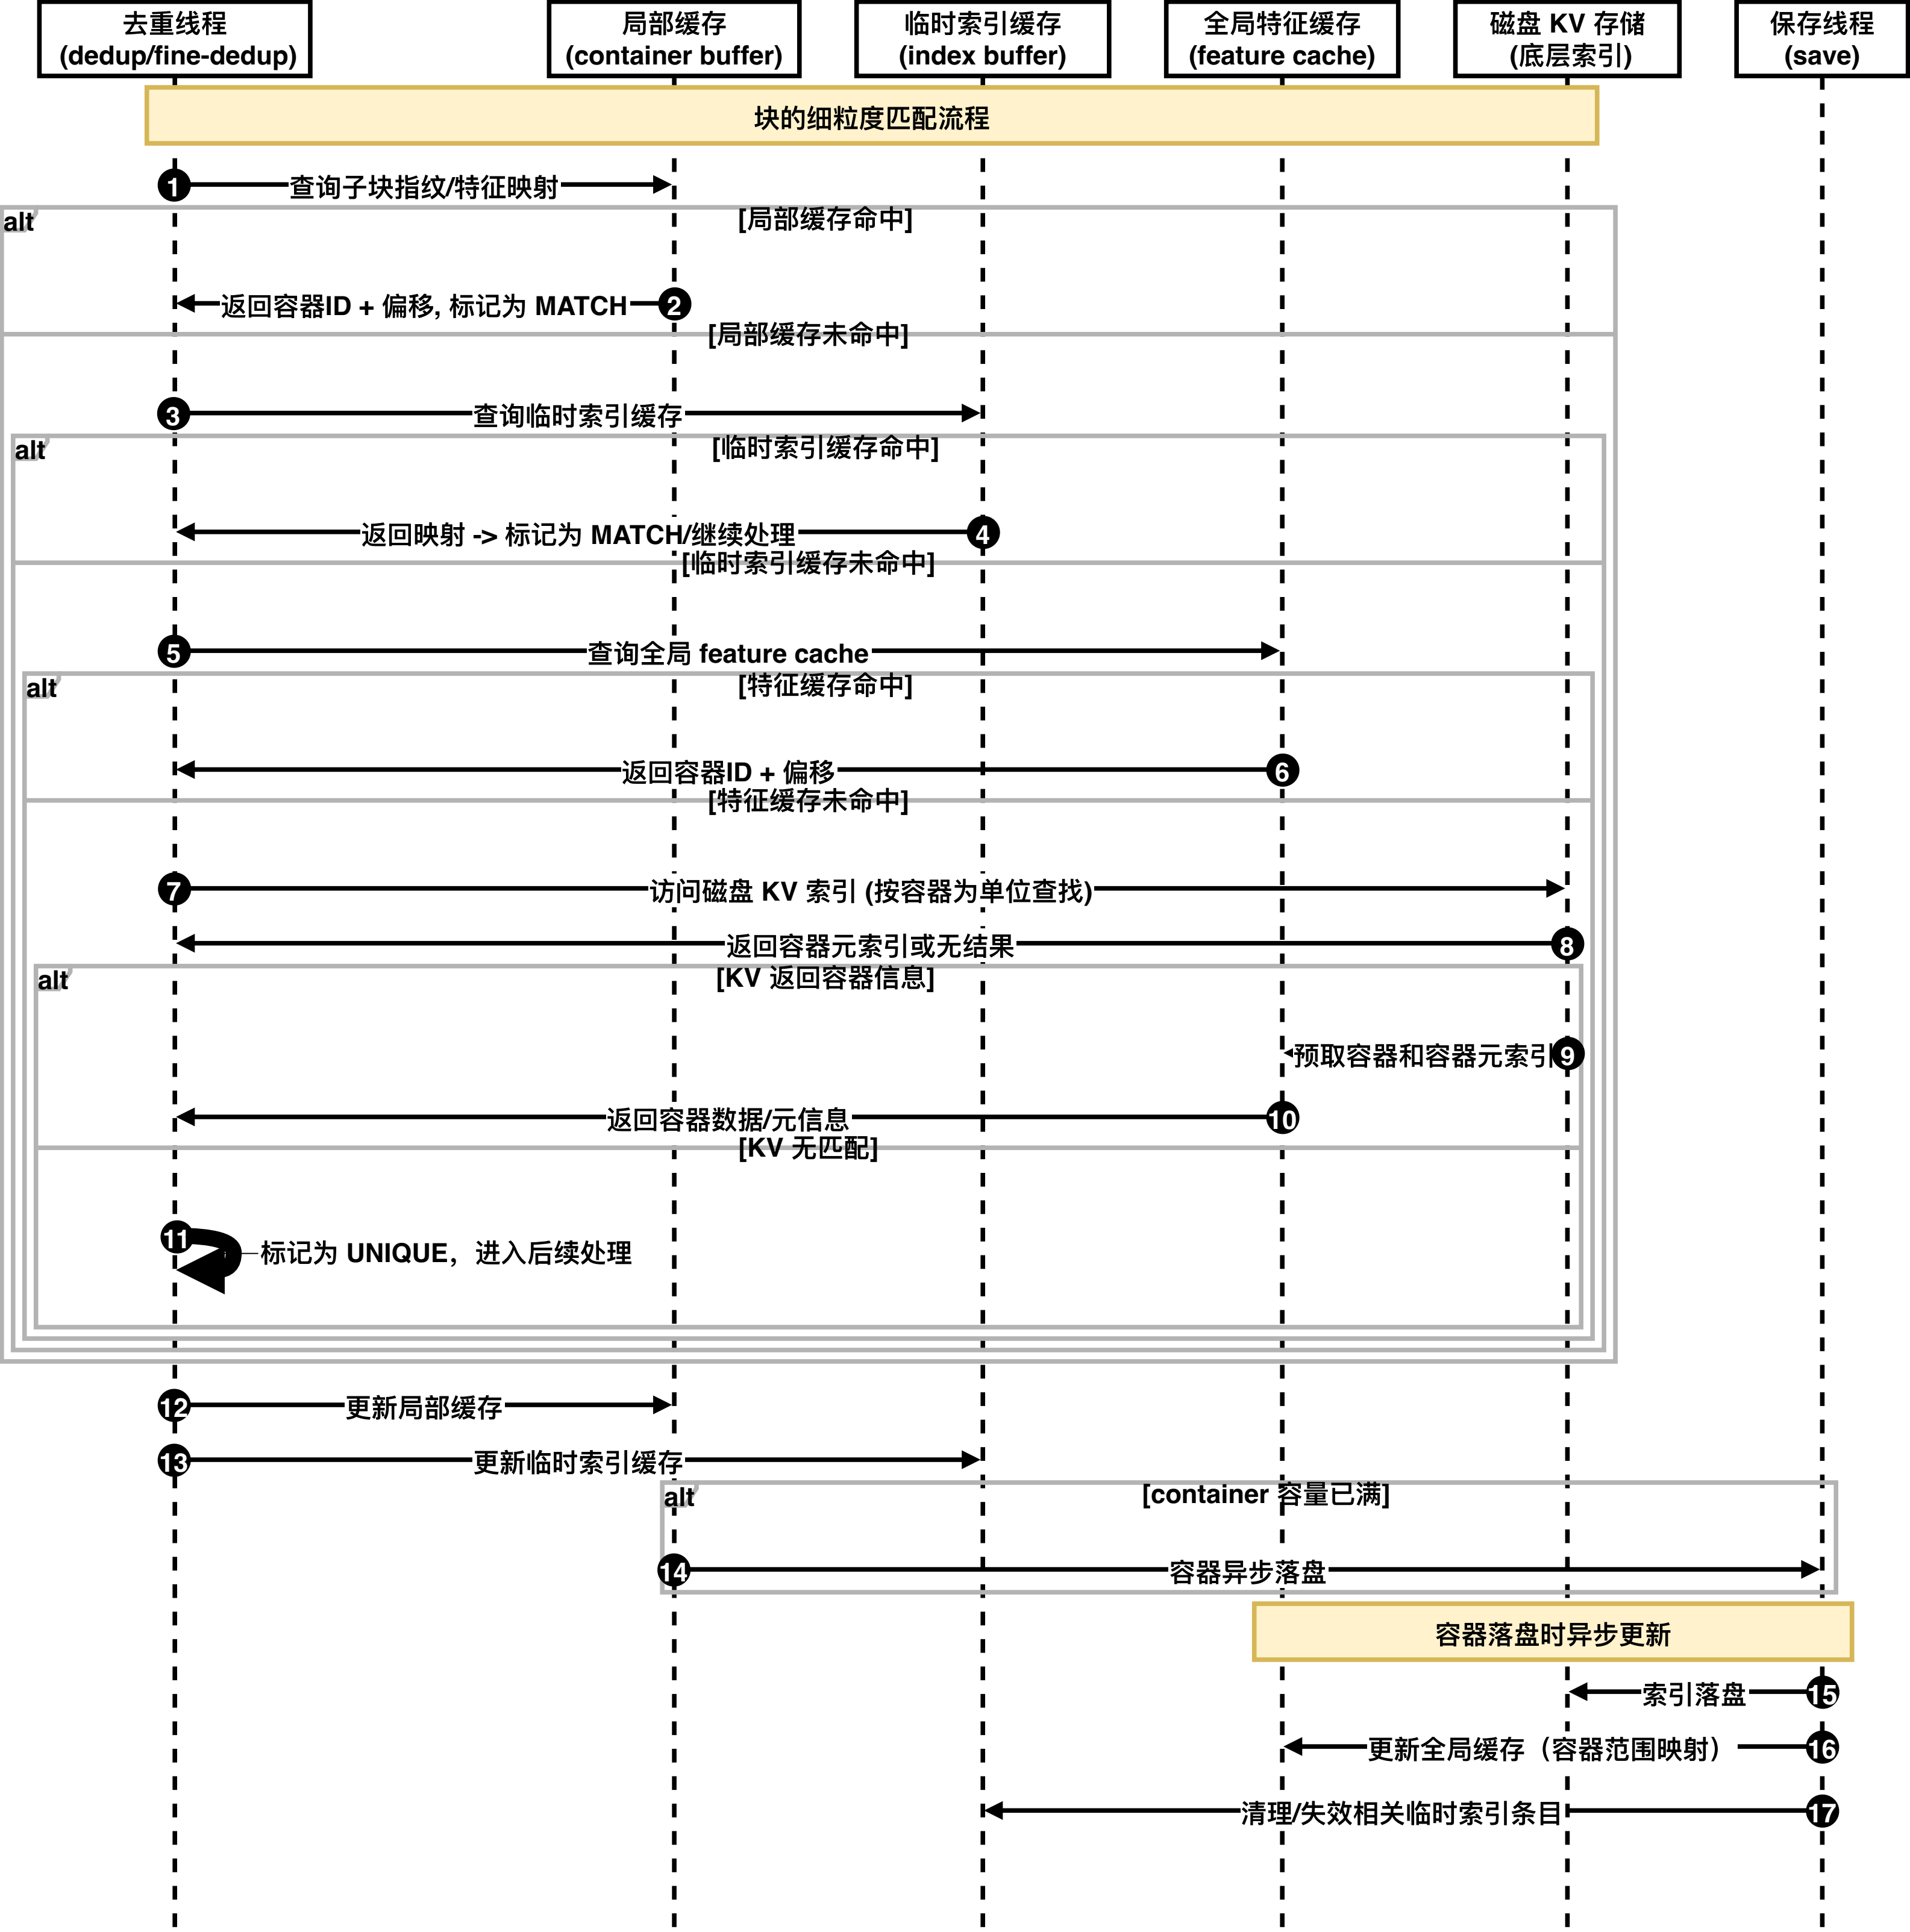 去重线程
(dedup/fine-dedup)
局部缓存
(container buffer)
临时索引缓存
(index buffer)
全局特征缓存
(feature cache)
磁盘 KV 存储
(底层索引)
保存线程
(save)
块的细粒度匹配流程
1
查询子块指纹/特征映射
alt
[局部缓存命中]
返回容器ID + 偏移, 标记为 MATCH
2
[局部缓存未命中]
3
查询临时索引缓存
alt
[临时索引缓存命中]
返回映射 -> 标记为 MATCH/继续处理
4
[临时索引缓存未命中]
5
查询全局 feature cache
alt
[特征缓存命中]
返回容器ID + 偏移
6
[特征缓存未命中]
7
访问磁盘 KV 索引 (按容器为单位查找)
返回容器元索引或无结果
8
alt
[KV 返回容器信息]
预取容器和容器元索引
9
返回容器数据/元信息
10
[KV 无匹配]
11
标记为 UNIQUE，进入后续处理
12
更新局部缓存
13
更新临时索引缓存
alt
[container 容量已满]
14
容器异步落盘
容器落盘时异步更新
索引落盘
15
更新全局缓存（容器范围映射）
16
清理/失效相关临时索引条目
17